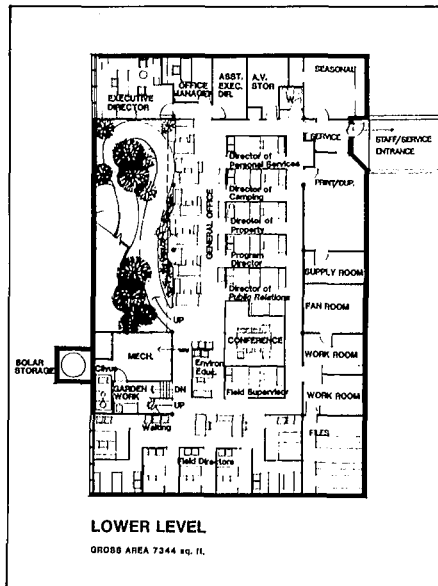 SEASONAL
OFFICE
MANAGER
ASST.
EXEC.
DIR.
A.V.
STOR
EXECUTIVE
DIRECTOR
SERVICE
STAFF/SERVICE
ENTRANCE
Director of
Personal Services
PRINT/DUP.
Director of
Camping
GENERAL OFFICE
Director of
Property
Program
Director
SUPPLY ROOM
Director of
Public Relations
FAN ROOM
UP
CONFERENCE
MECH.
WORK ROOM
SOLAR
STORAGE
Environ
Equip.
GARDEN
WORK
DN
UP
Field Supervisor
WORK ROOM
Waiting
FILES
Field Directors
LOWER LEVEL
GROSS AREA 7344 sq. ft.